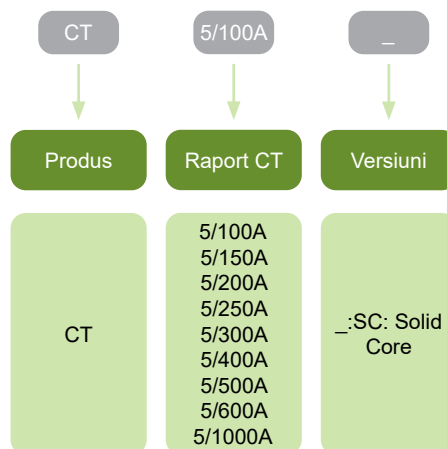 CT
5/100A
_
Produs
Raport CT
Versiuni
CT
5/100A
5/150A
5/200A
5/250A
5/300A
5/400A
5/500A
5/600A
5/1000A
_:SC: Solid
Core